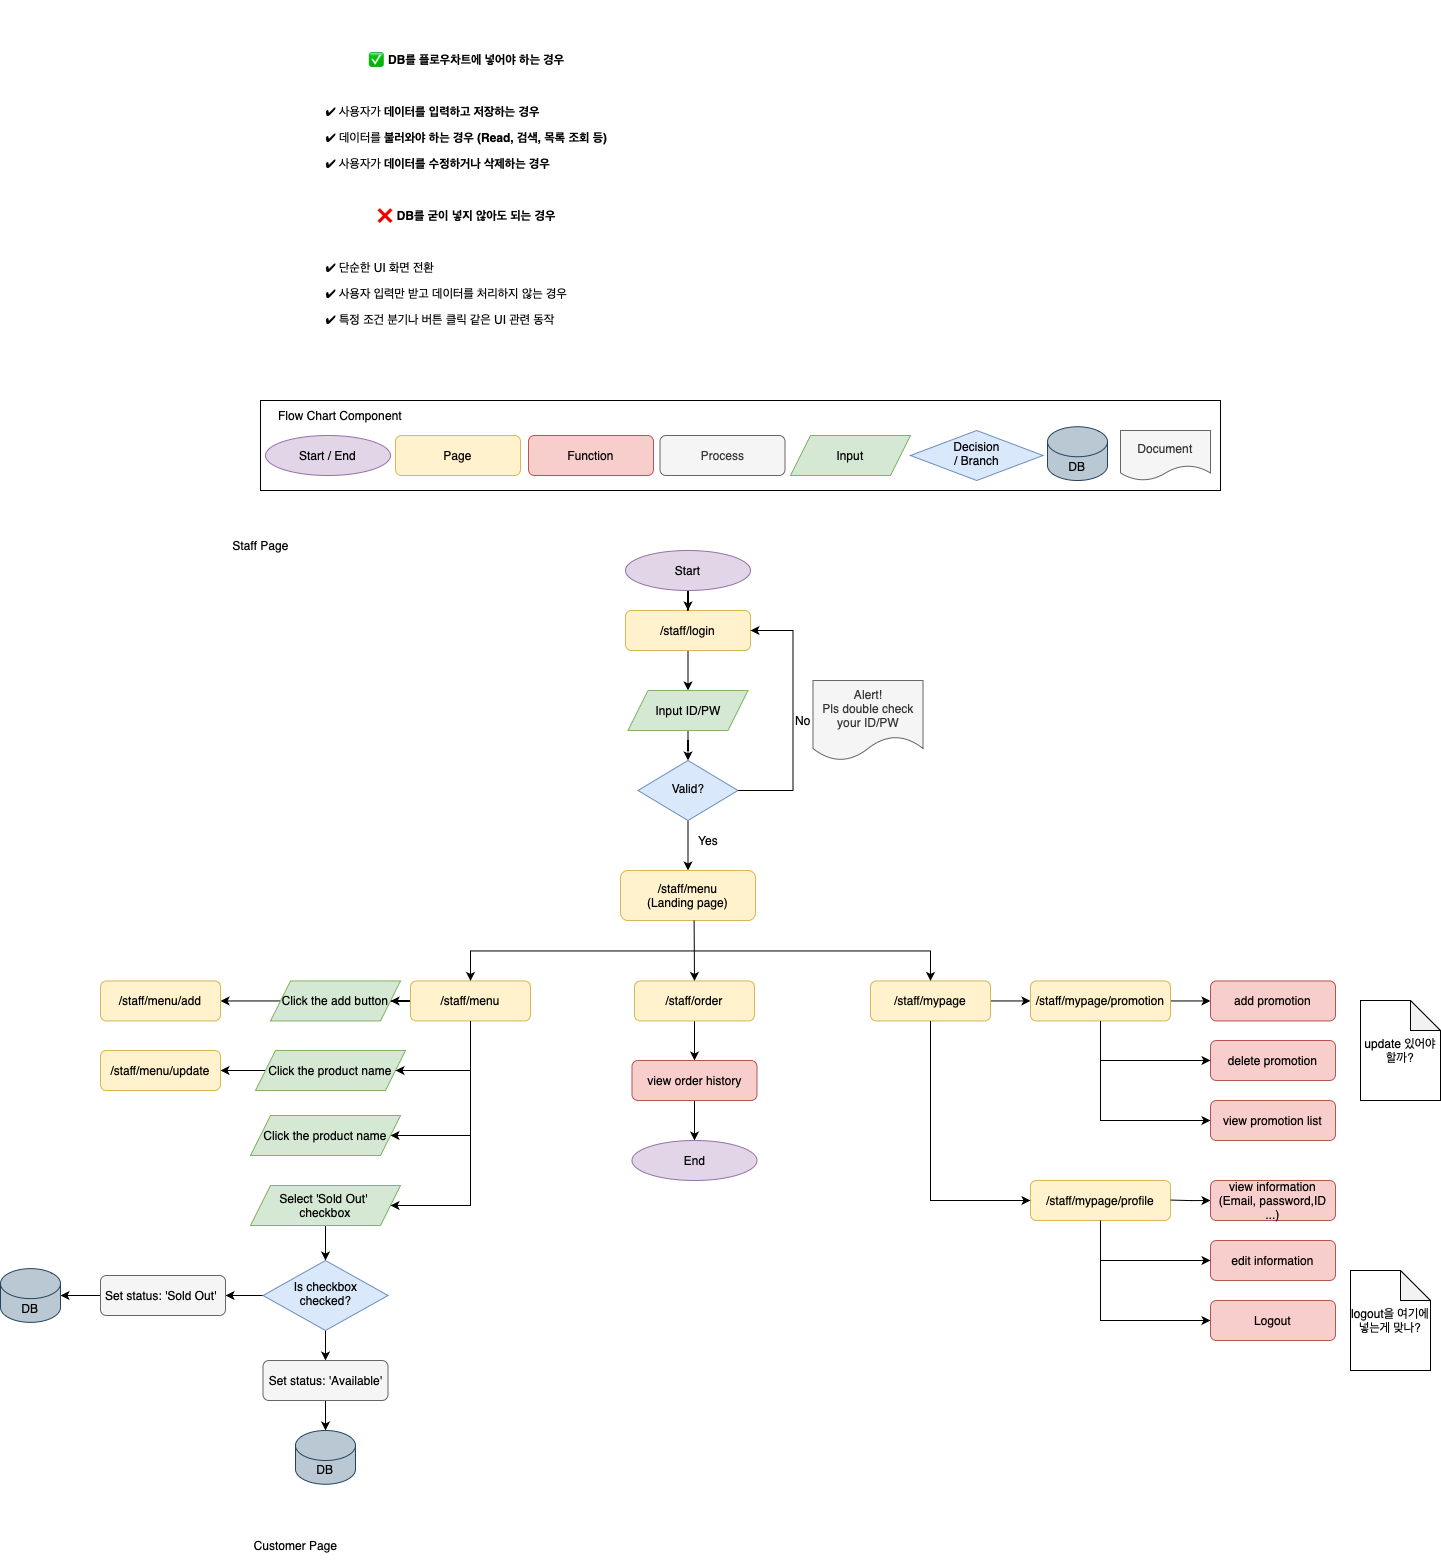 ✅ DB를 플로우차트에 넣어야 하는 경우
✔ 사용자가 데이터를 입력하고 저장하는 경우
✔ 데이터를 불러와야 하는 경우 (Read, 검색, 목록 조회 등)
✔ 사용자가 데이터를 수정하거나 삭제하는 경우
❌ DB를 굳이 넣지 않아도 되는 경우
✔ 단순한 UI 화면 전환
✔ 사용자 입력만 받고 데이터를 처리하지 않는 경우
✔ 특정 조건 분기나 버튼 클릭 같은 UI 관련 동작
Flow Chart Component
Start / End
Page
Function
Process
Input
Decision
/ Branch
DB
Document
Staff Page
Start
/staff/login
Input ID/PW
No
Alert!
Pls double check
your ID/PW
Valid?
Yes
/staff/menu
(Landing page)
/staff/menu/add
Click the add button
/staff/menu
/staff/order
/staff/mypage
/staff/mypage/promotion
add promotion
update 있어야
할까?
/staff/menu/update
Click the product name
view order history
delete promotion
Click the product name
view promotion list
End
Select 'Sold Out'
checkbox
/staff/mypage/profile
view information
(Email, password,ID
...)
edit information
Is checkbox
checked?
Set status: 'Sold Out'
DB
Logout
logout을 여기에
넣는게 맞나?
Set status: 'Available'
DB
Customer Page